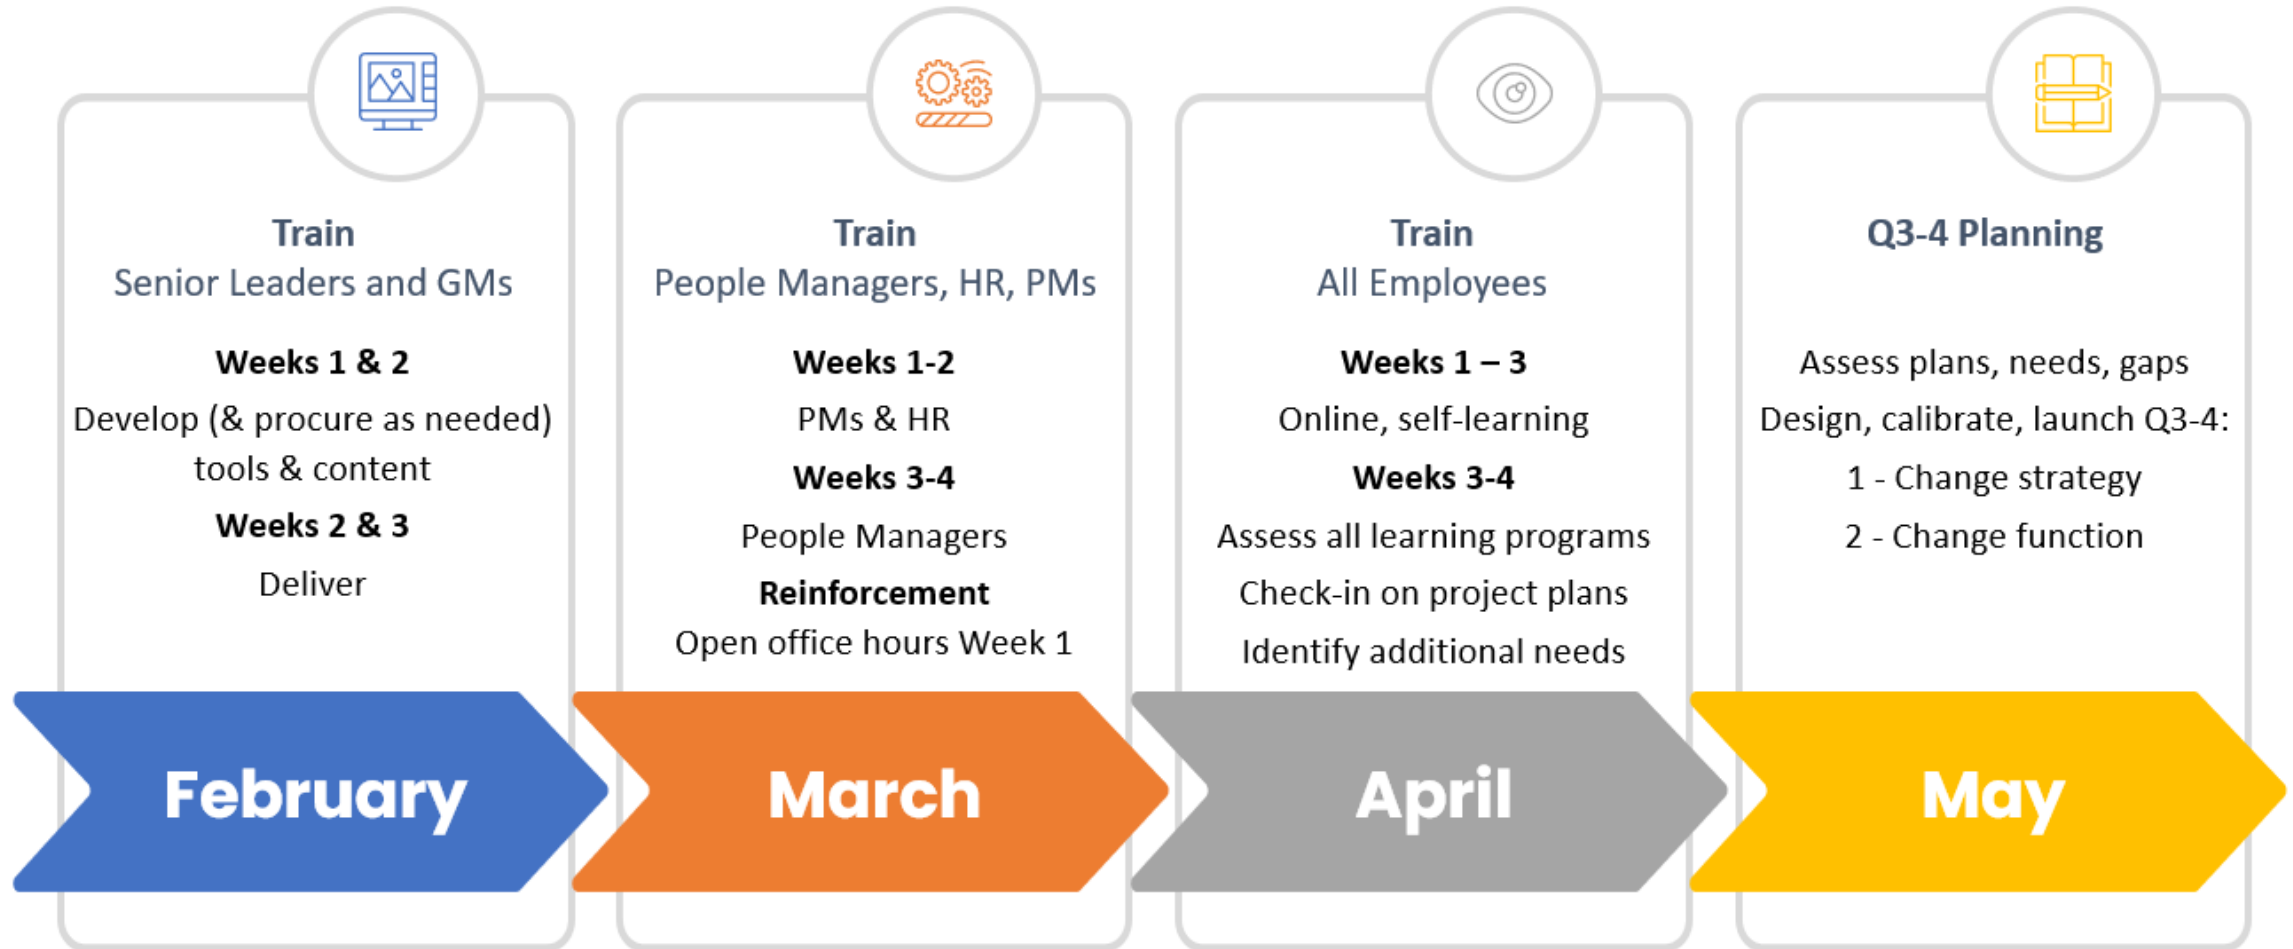 Train
Senior Leaders and GMs
Weeks 1 & 2
Develop (& procure as needed)
tools & content
Weeks 2 & 3
Deliver
February
Train
People Managers, HR, PMs
Weeks 1-2
PMs & HR
Weeks 3-4
People Managers
Reinforcement
Open office hours Week 1
March
Train
All Employees
Weeks 1 – 3
Online, self-learning
Weeks 3-4
Assess all learning programs
Check-in on project plans
Identify additional needs
April
Q3-4 Planning
Assess plans, needs, gaps
Design, calibrate, launch Q3-4:
1 - Change strategy
2 - Change function
May